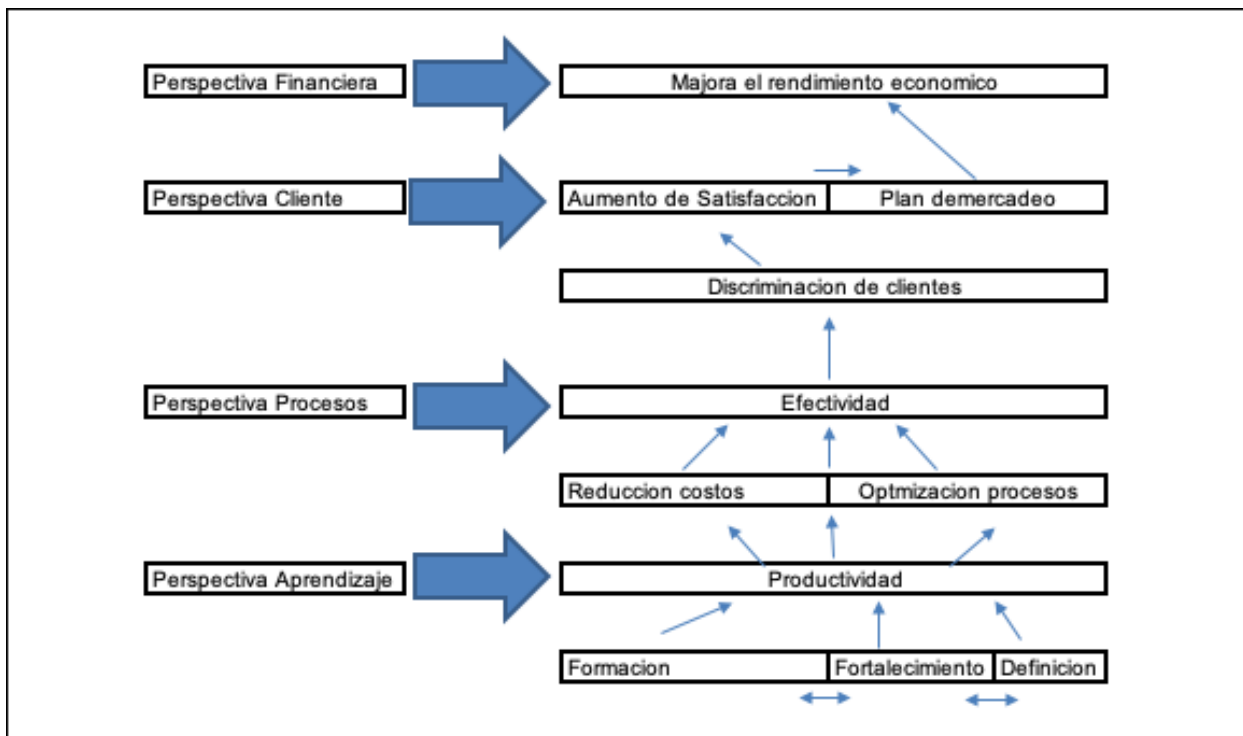 Perspectiva Financiera
Majora el rendimiento economico
Perspectiva Cliente
Aumento de Satisfaccion
Plan demercadeo
Discriminacion de clientes
Perspectiva Procesos
Efectividad
Reduccion costos
Optmizacion procesos
Perspectiva Aprendizaje
Productividad
Formacion
Fortalecimiento
Definicion